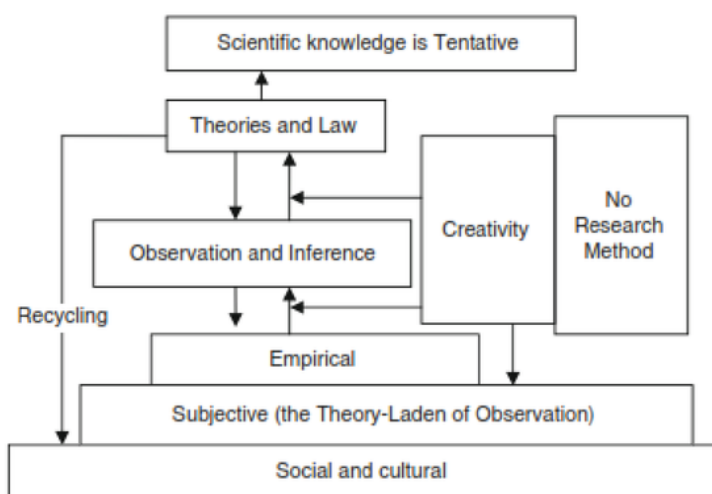 Scientific knowledge is Tentative
Theories and Law
Observation and Inference
Creativity
No
Research
Method
Recycling
Empirical
Subjective (the Theory-Laden of Observation)
Social and cultural